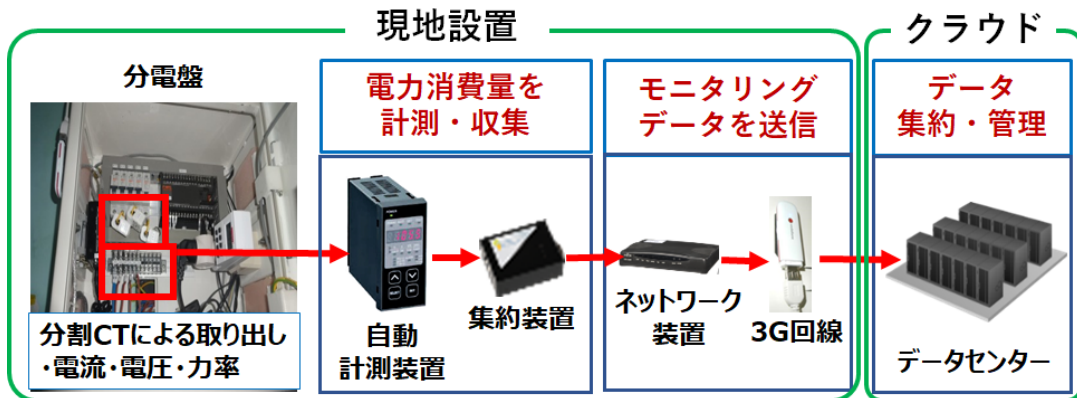 現地設置
クラウド
分電盤
電力消費量を
計測・収集
モニタリング
データを送信
データ
集約・管理
分割CTによる取り出し
・電流・電圧・力率
自動
計測装置
集約装置
ネットワーク
装置
3G回線
データセンター